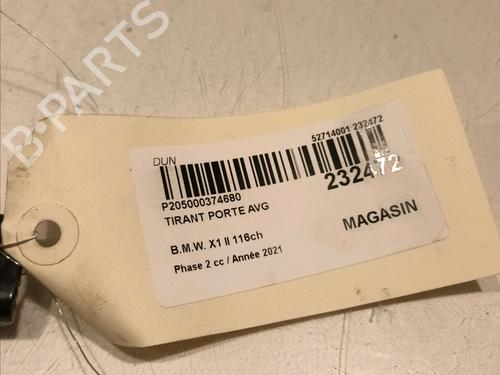 B-PARTS
52714001 232472
DUN
P205000374680
232472
TIRANT PORTE AVG
MAGASIN
B.M.W. X1 II 116ch
Phase 2 cc / Année 2021